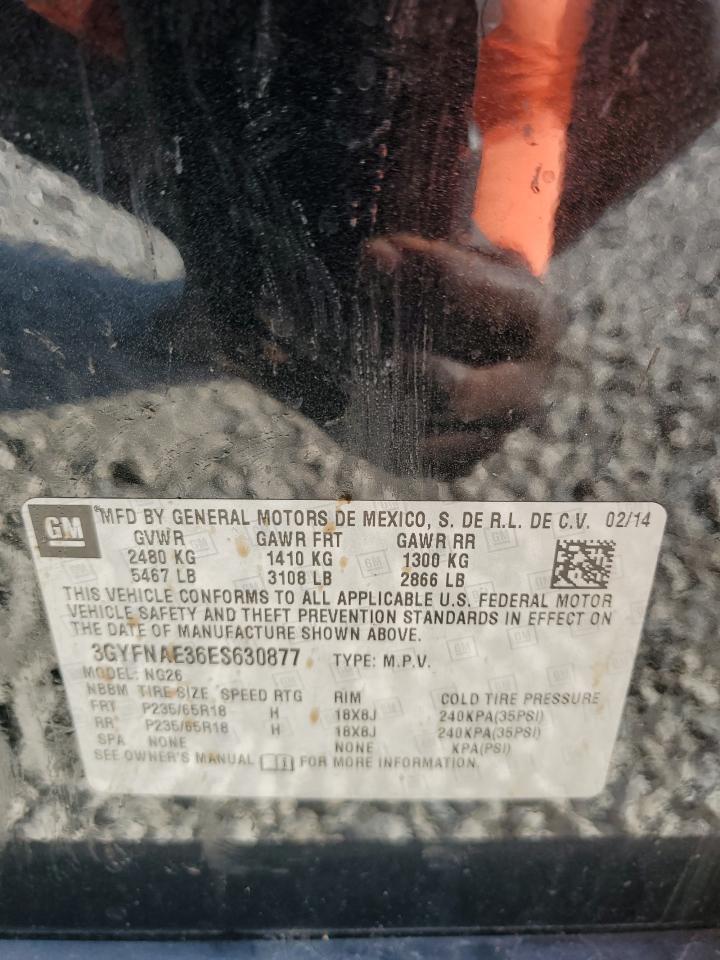 GM
MFD BY GENERAL MOTORS DE MEXICO, S. DE R.L. DE C.V. 02/14
GVWR GAWR FRT GAWR RR
2480 KG 1410 KG 1300 KG
5467 LB 3108 LB 2866 LB
THIS VEHICLE CONFORMS TO ALL APPLICABLE U.S. FEDERAL MOTOR
VEHICLE SAFETY AND THEFT PREVENTION STANDARDS IN EFFECT ON
THE DATE OF MANUFACTURE SHOWN ABOVE.
3GYFNAE36ES630877 TYPE: M.P.V.
MODEL: NG26
NBBM TIRE SIZE SPEED RTG RIM COLD TIRE PRESSURE
FRT P235/65R18 H 18X8J 240KPA(35PSI)
RR P235/65R18 H 18X8J 240KPA(35PSI)
SPA NONE NONE KPA(PSI)
SEE OWNER'S MANUAL FOR MORE INFORMATION.